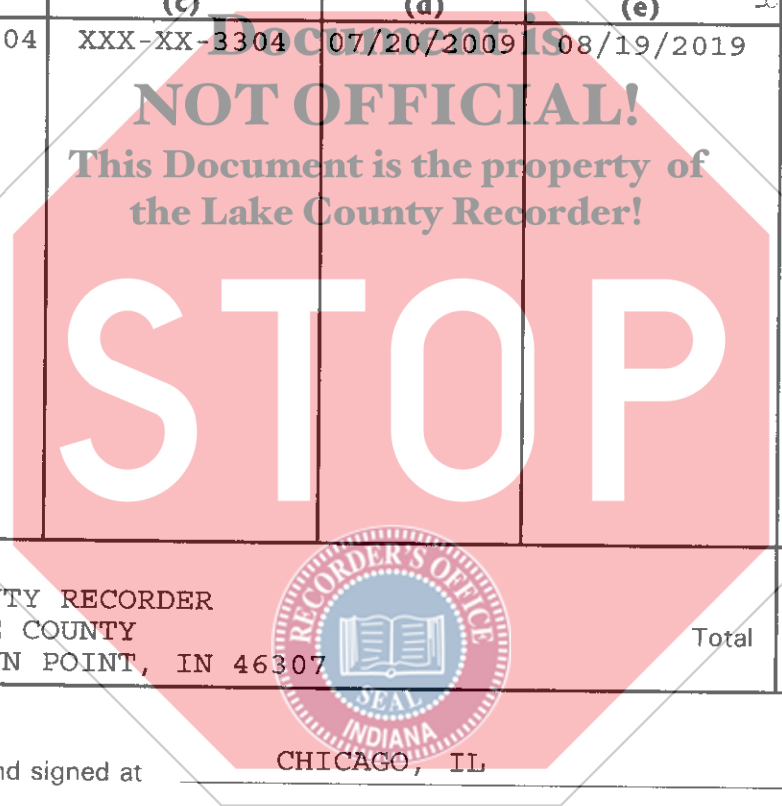 (c) (d) (e)
04 XXX-XX-3304 07/20/2009 08/19/2019
Document is
NOT OFFICIAL!
This Document is the property of
the Lake County Recorder!
STOP
TY RECORDER
COUNTY
N POINT, IN 46307
Total
RECORDER'S OFFICE
SEAL
INDIANA
nd signed at CHICAGO, IL